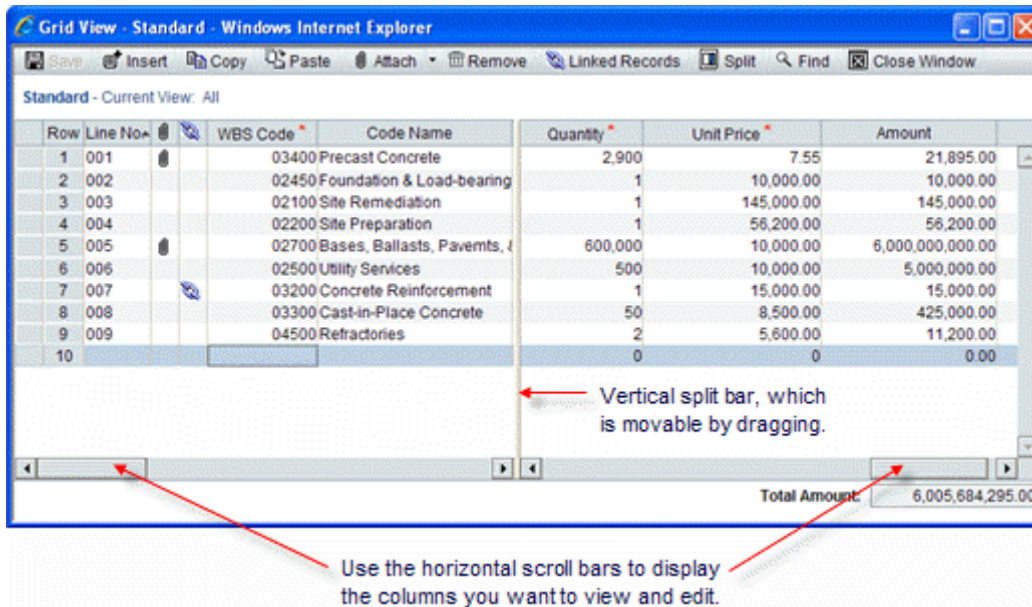 Grid View - Standard - Windows Internet Explorer
Save Insert Copy Paste Attach Remove Linked Records Split Find Close Window
Standard - Current View: All
Row Line No WBS Code * Code Name Quantity * Unit Price * Amount
1 001 03400 Precast Concrete 2,900 7.55 21,895.00
2 002 02450 Foundation & Load-bearing 1 10,000.00 10,000.00
3 003 02100 Site Remediation 1 145,000.00 145,000.00
4 004 02200 Site Preparation 1 56,200.00 56,200.00
5 005 02700 Bases, Ballasts, Pavemts, 600,000 10,000.00 6,000,000,000.00
6 006 02500 Utility Services 500 10,000.00 5,000,000.00
7 007 03200 Concrete Reinforcement 1 15,000.00 15,000.00
8 008 03300 Cast-in-Place Concrete 50 8,500.00 425,000.00
9 009 04500 Refractories 2 5,600.00 11,200.00
10 0 0 0.00
Vertical split bar, which
is movable by dragging.
Total Amount: 6,005,684,295.00
Use the horizontal scroll bars to display
the columns you want to view and edit.